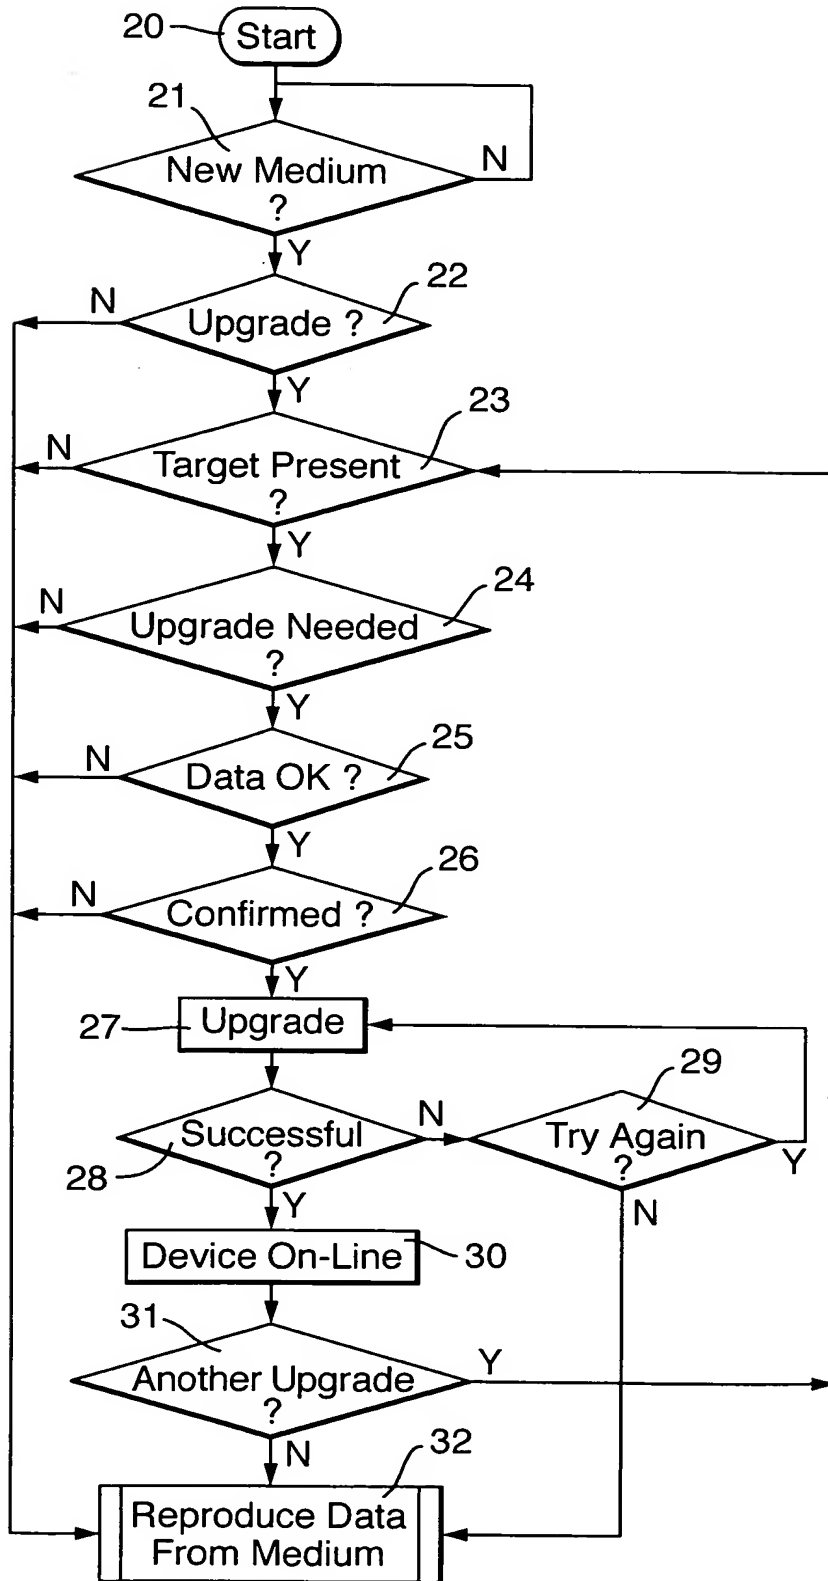 20
Start
21
New Medium
?
N
Y
22
N
Upgrade ?
Y
23
N
Target Present
?
Y
24
N
Upgrade Needed
?
Y
25
N
Data OK ?
Y
26
N
Confirmed ?
Y
27
Upgrade
29
N
Successful
?
28
Try Again
?
Y
Y
N
Device On-Line
30
31
Another Upgrade
?
Y
N
32
Reproduce Data
From Medium